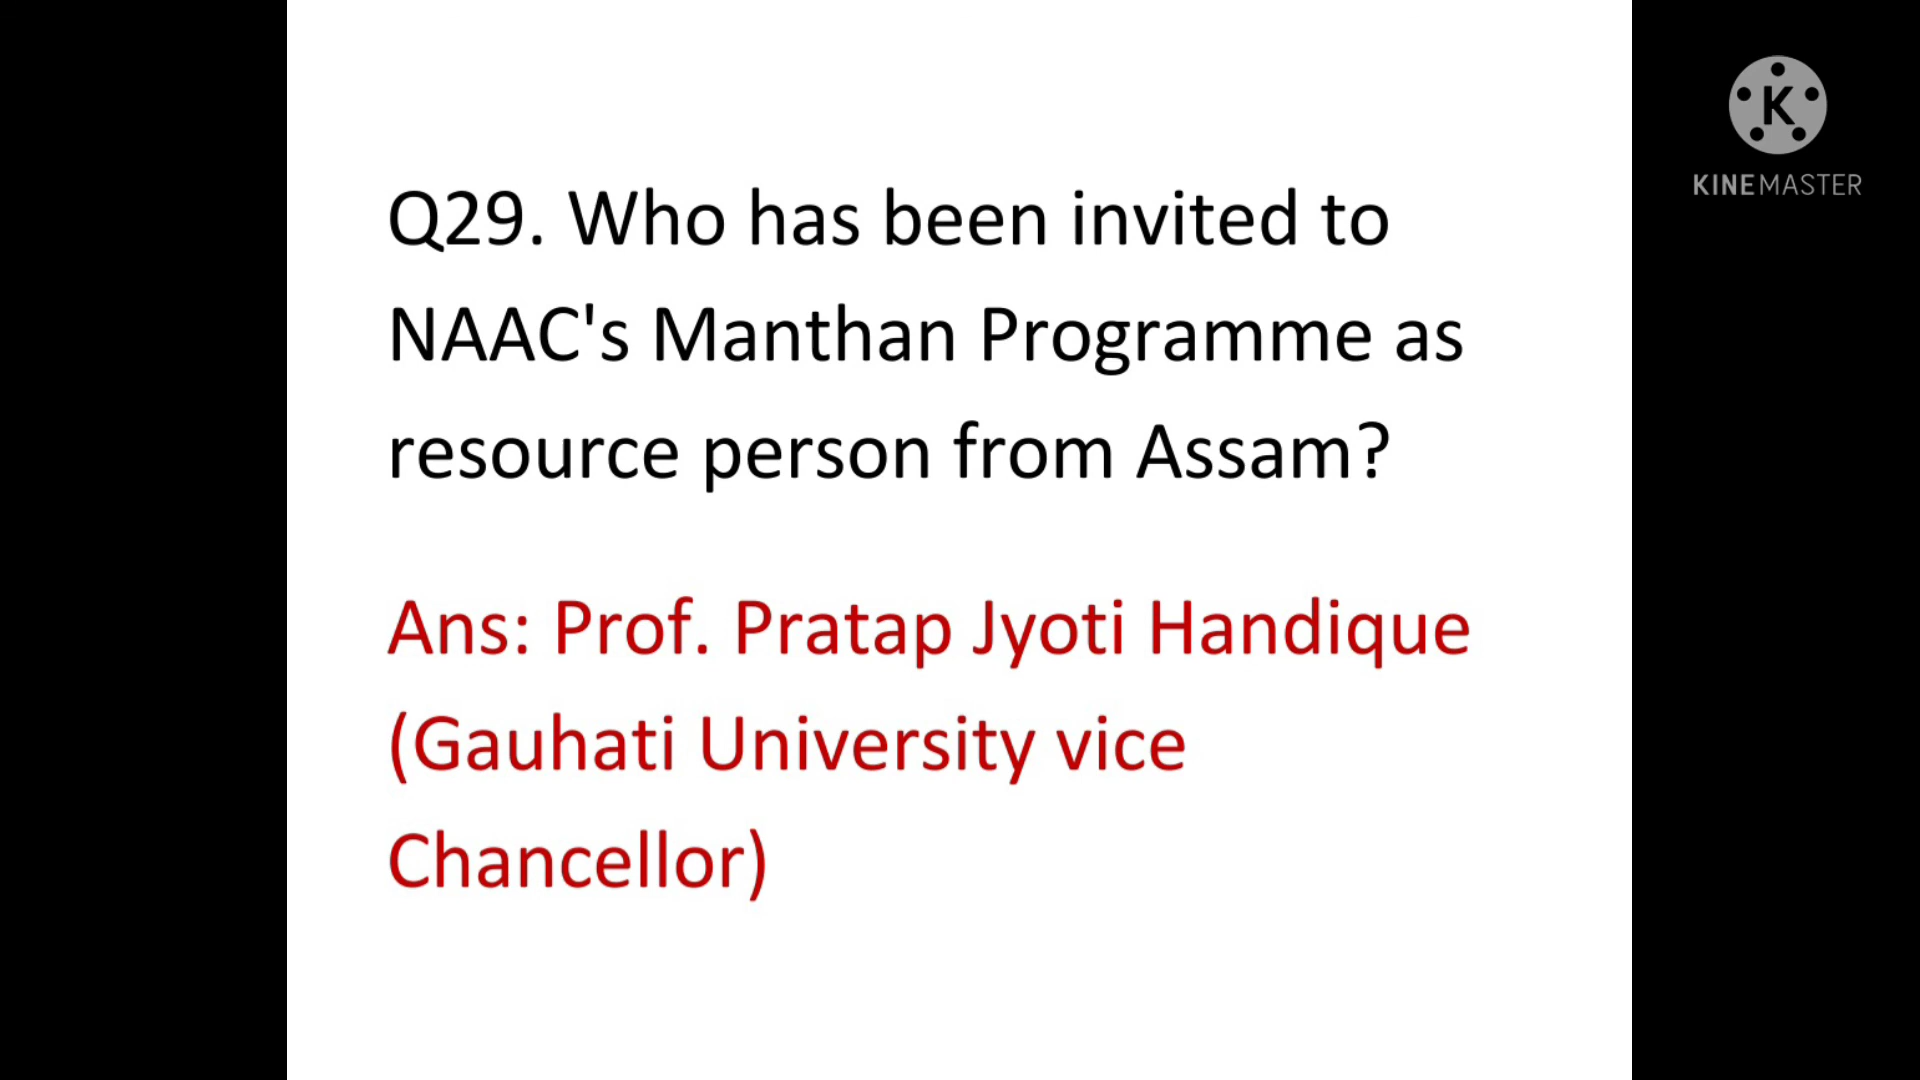 Q29. Who has been invited to
NAAC's Manthan Programme as
resource person from Assam?
Ans: Prof. Pratap Jyoti Handique
(Gauhati University vice
Chancellor)
K
KINEMASTER